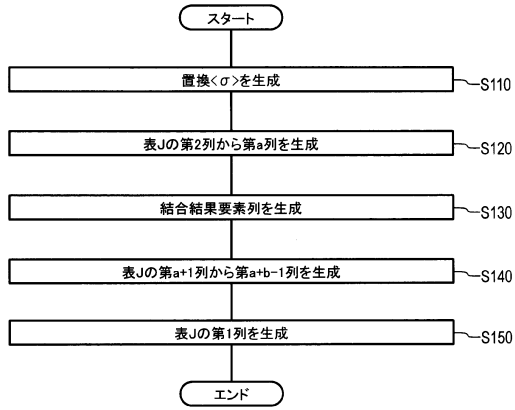 スタート
置換<σ>を生成
S110
表Jの第2列から第a列を生成
S120
結合結果要素列を生成
S130
表Jの第a+1列から第a+b-1列を生成
S140
表Jの第1列を生成
S150
エンド